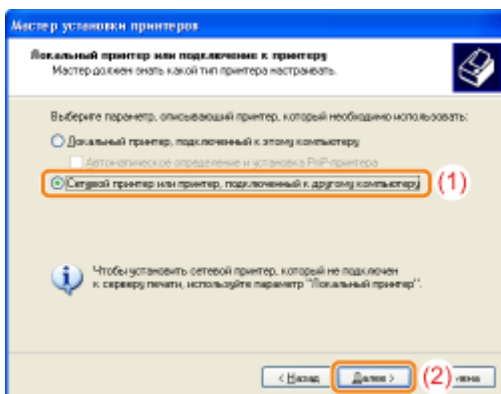 Мастер установки принтеров
Локальный принтер или подключение к принтеру
Мастер должен знать какой тип принтера настраивать.
Выберите параметр, описывающий принтер, который необходимо использовать:
Локальный принтер, подключенный к этому компьютеру
Автоматическое определение и установка PnP-принтера
Сетевой принтер или принтер, подключенный к другому компьютеру
(1)
Чтобы установить сетевой принтер, который не подключен
к серверу печати, используйте параметр "Локальный принтер".
< Назад
Далее >
(2)